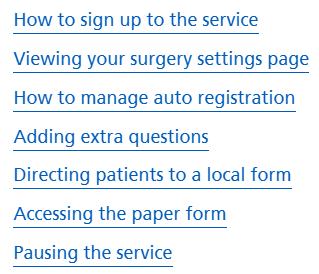 How to sign up to the service
Viewing your surgery settings page
How to manage auto registration
Adding extra questions
Directing patients to a local form
Accessing the paper form
Pausing the service